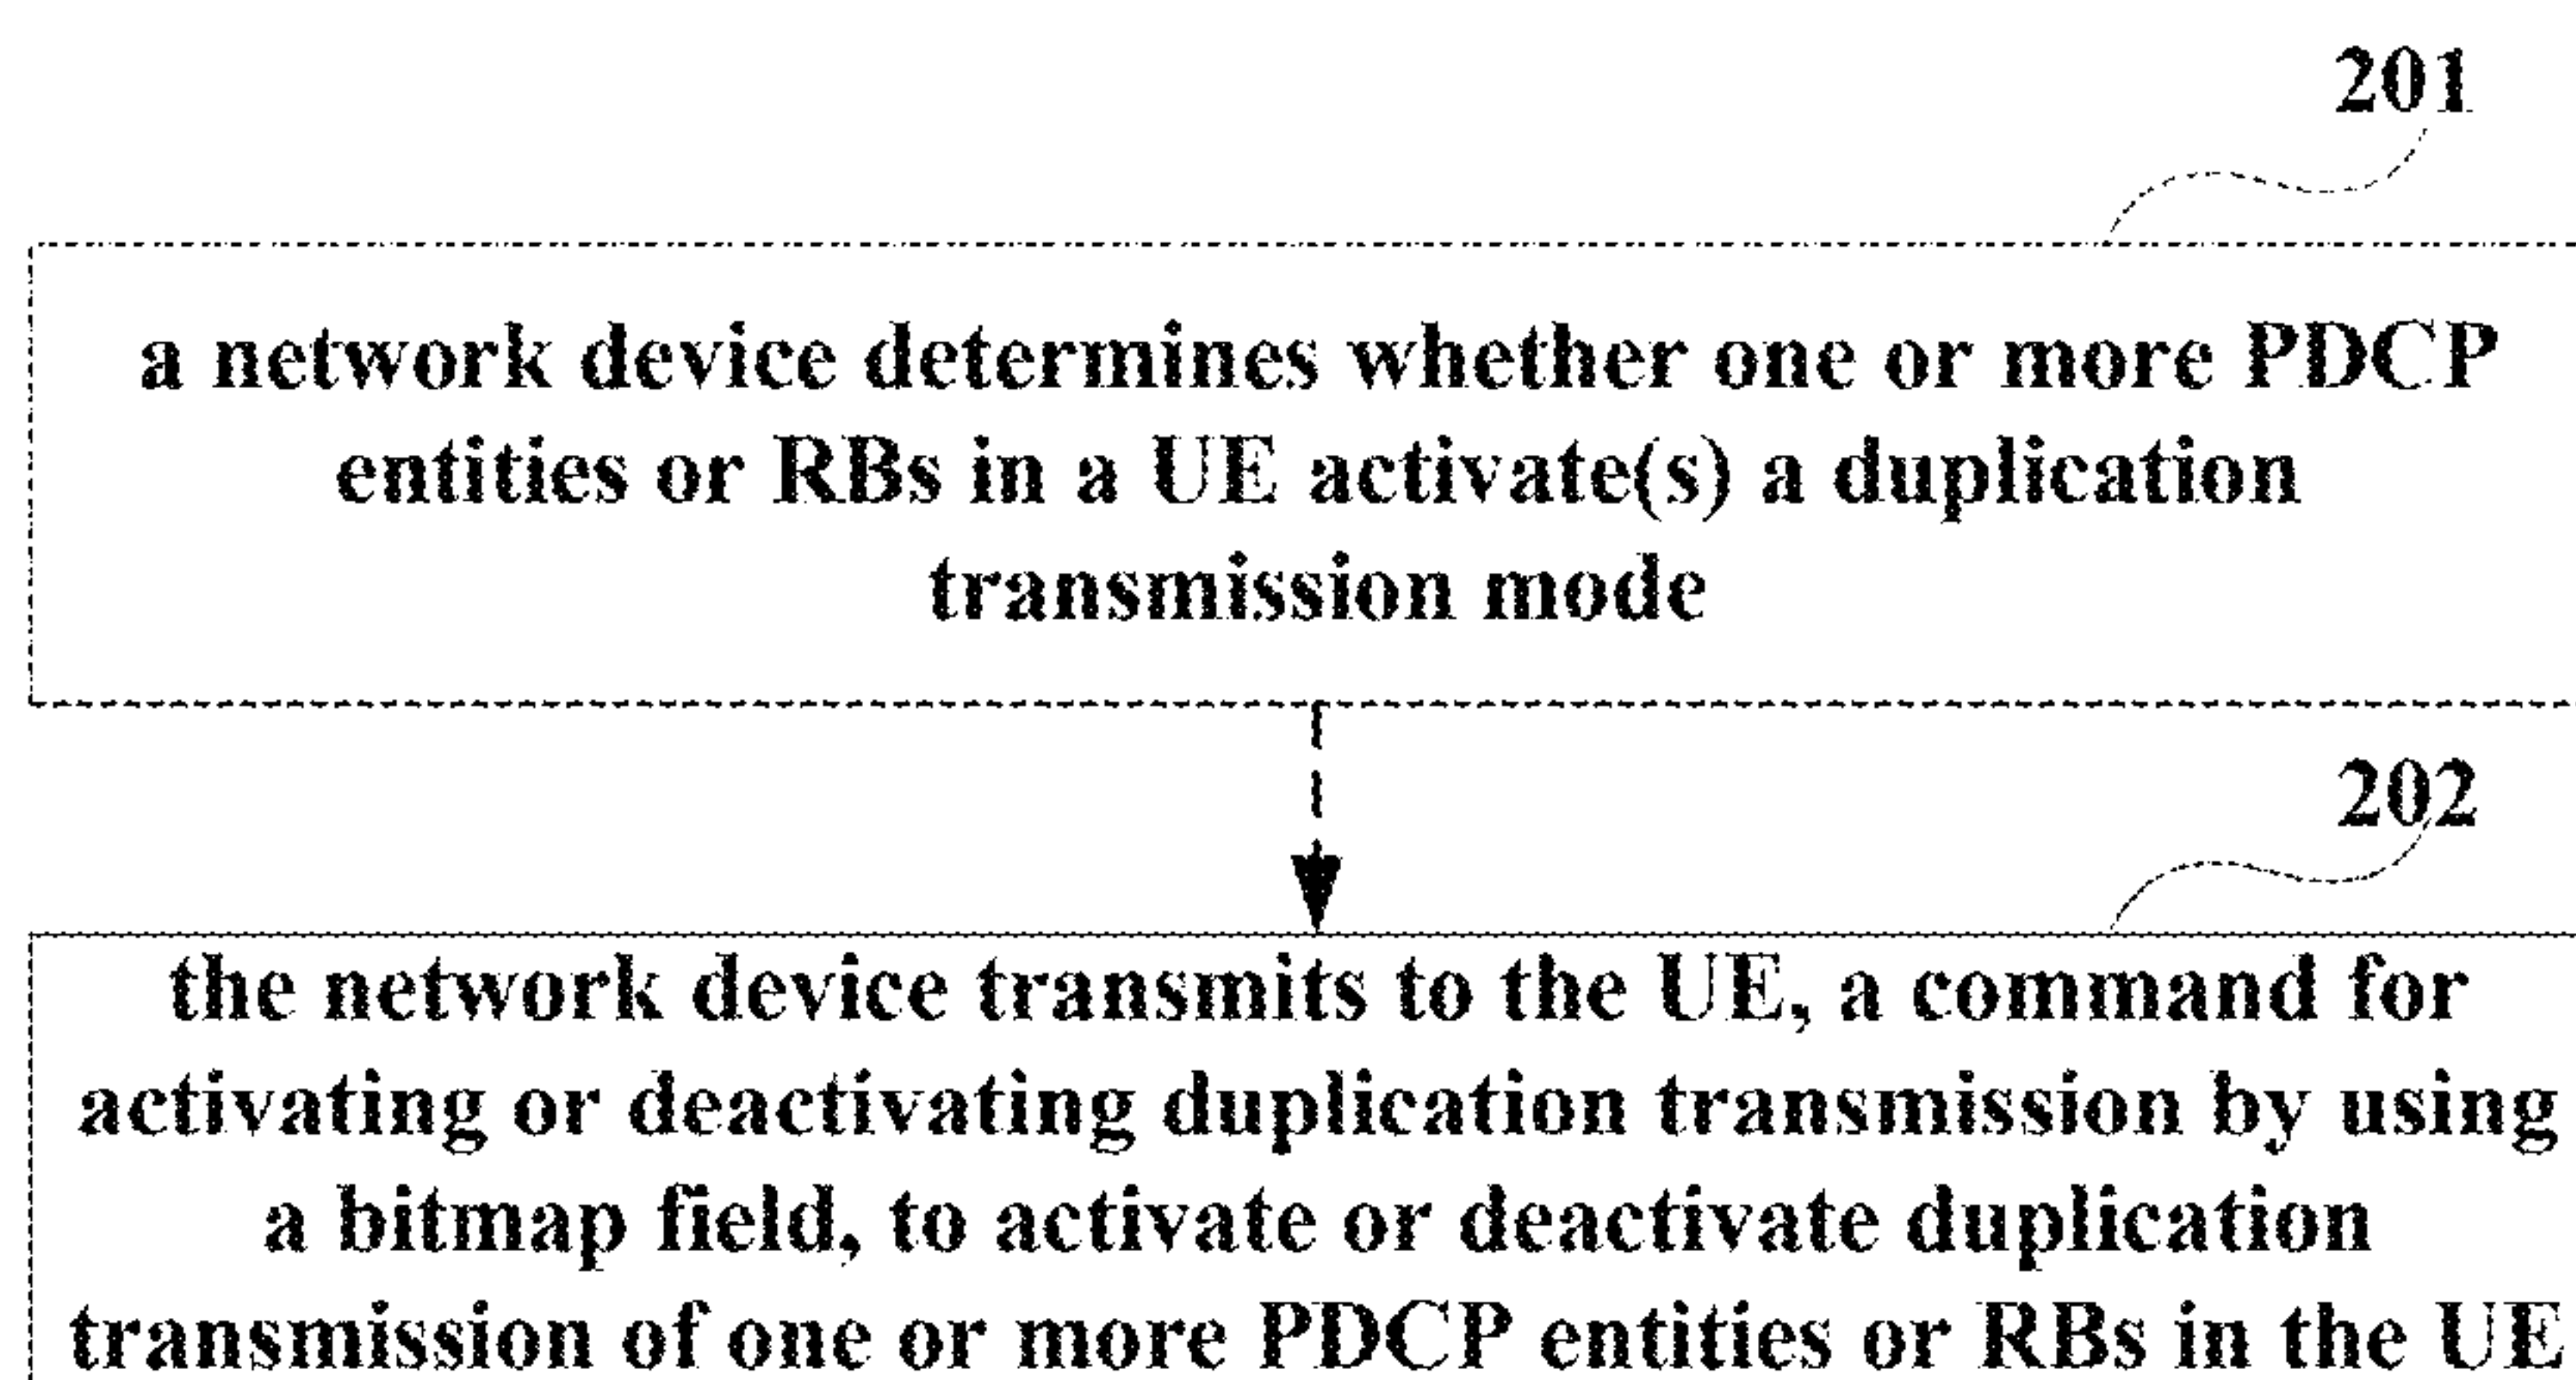 201
a network device determines whether one or more PDCP
entities or RBs in a UE activate(s) a duplication
transmission mode
202
the network device transmits to the UE, a command for
activating or deactivating duplication transmission by using
a bitmap field, to activate or deactivate duplication
transmission of one or more PDCP entities or RBs in the UE